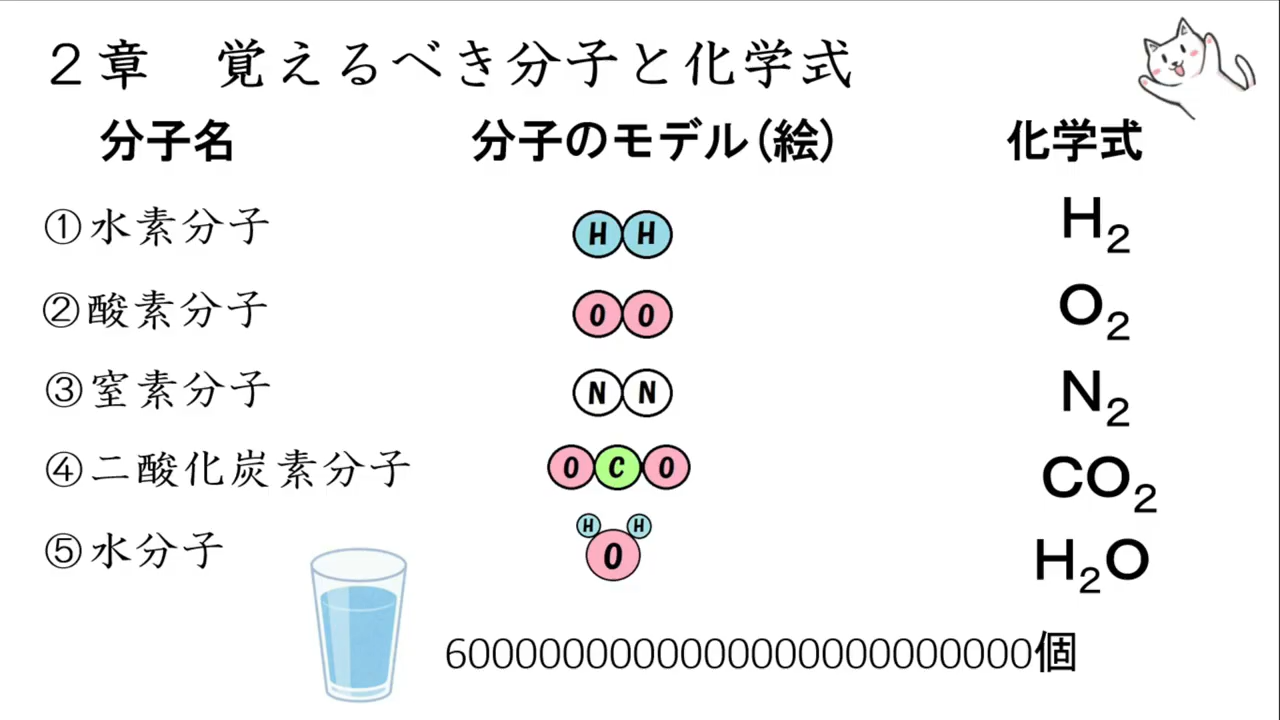 ２章　覚えるべき分子と化学式
分子名 分子のモデル(絵) 化学式
①水素分子 H H H₂
②酸素分子 O O O₂
③窒素分子 N N N₂
④二酸化炭素分子 O C O CO₂
⑤水分子 H H O H₂O
6000000000000000000000000個